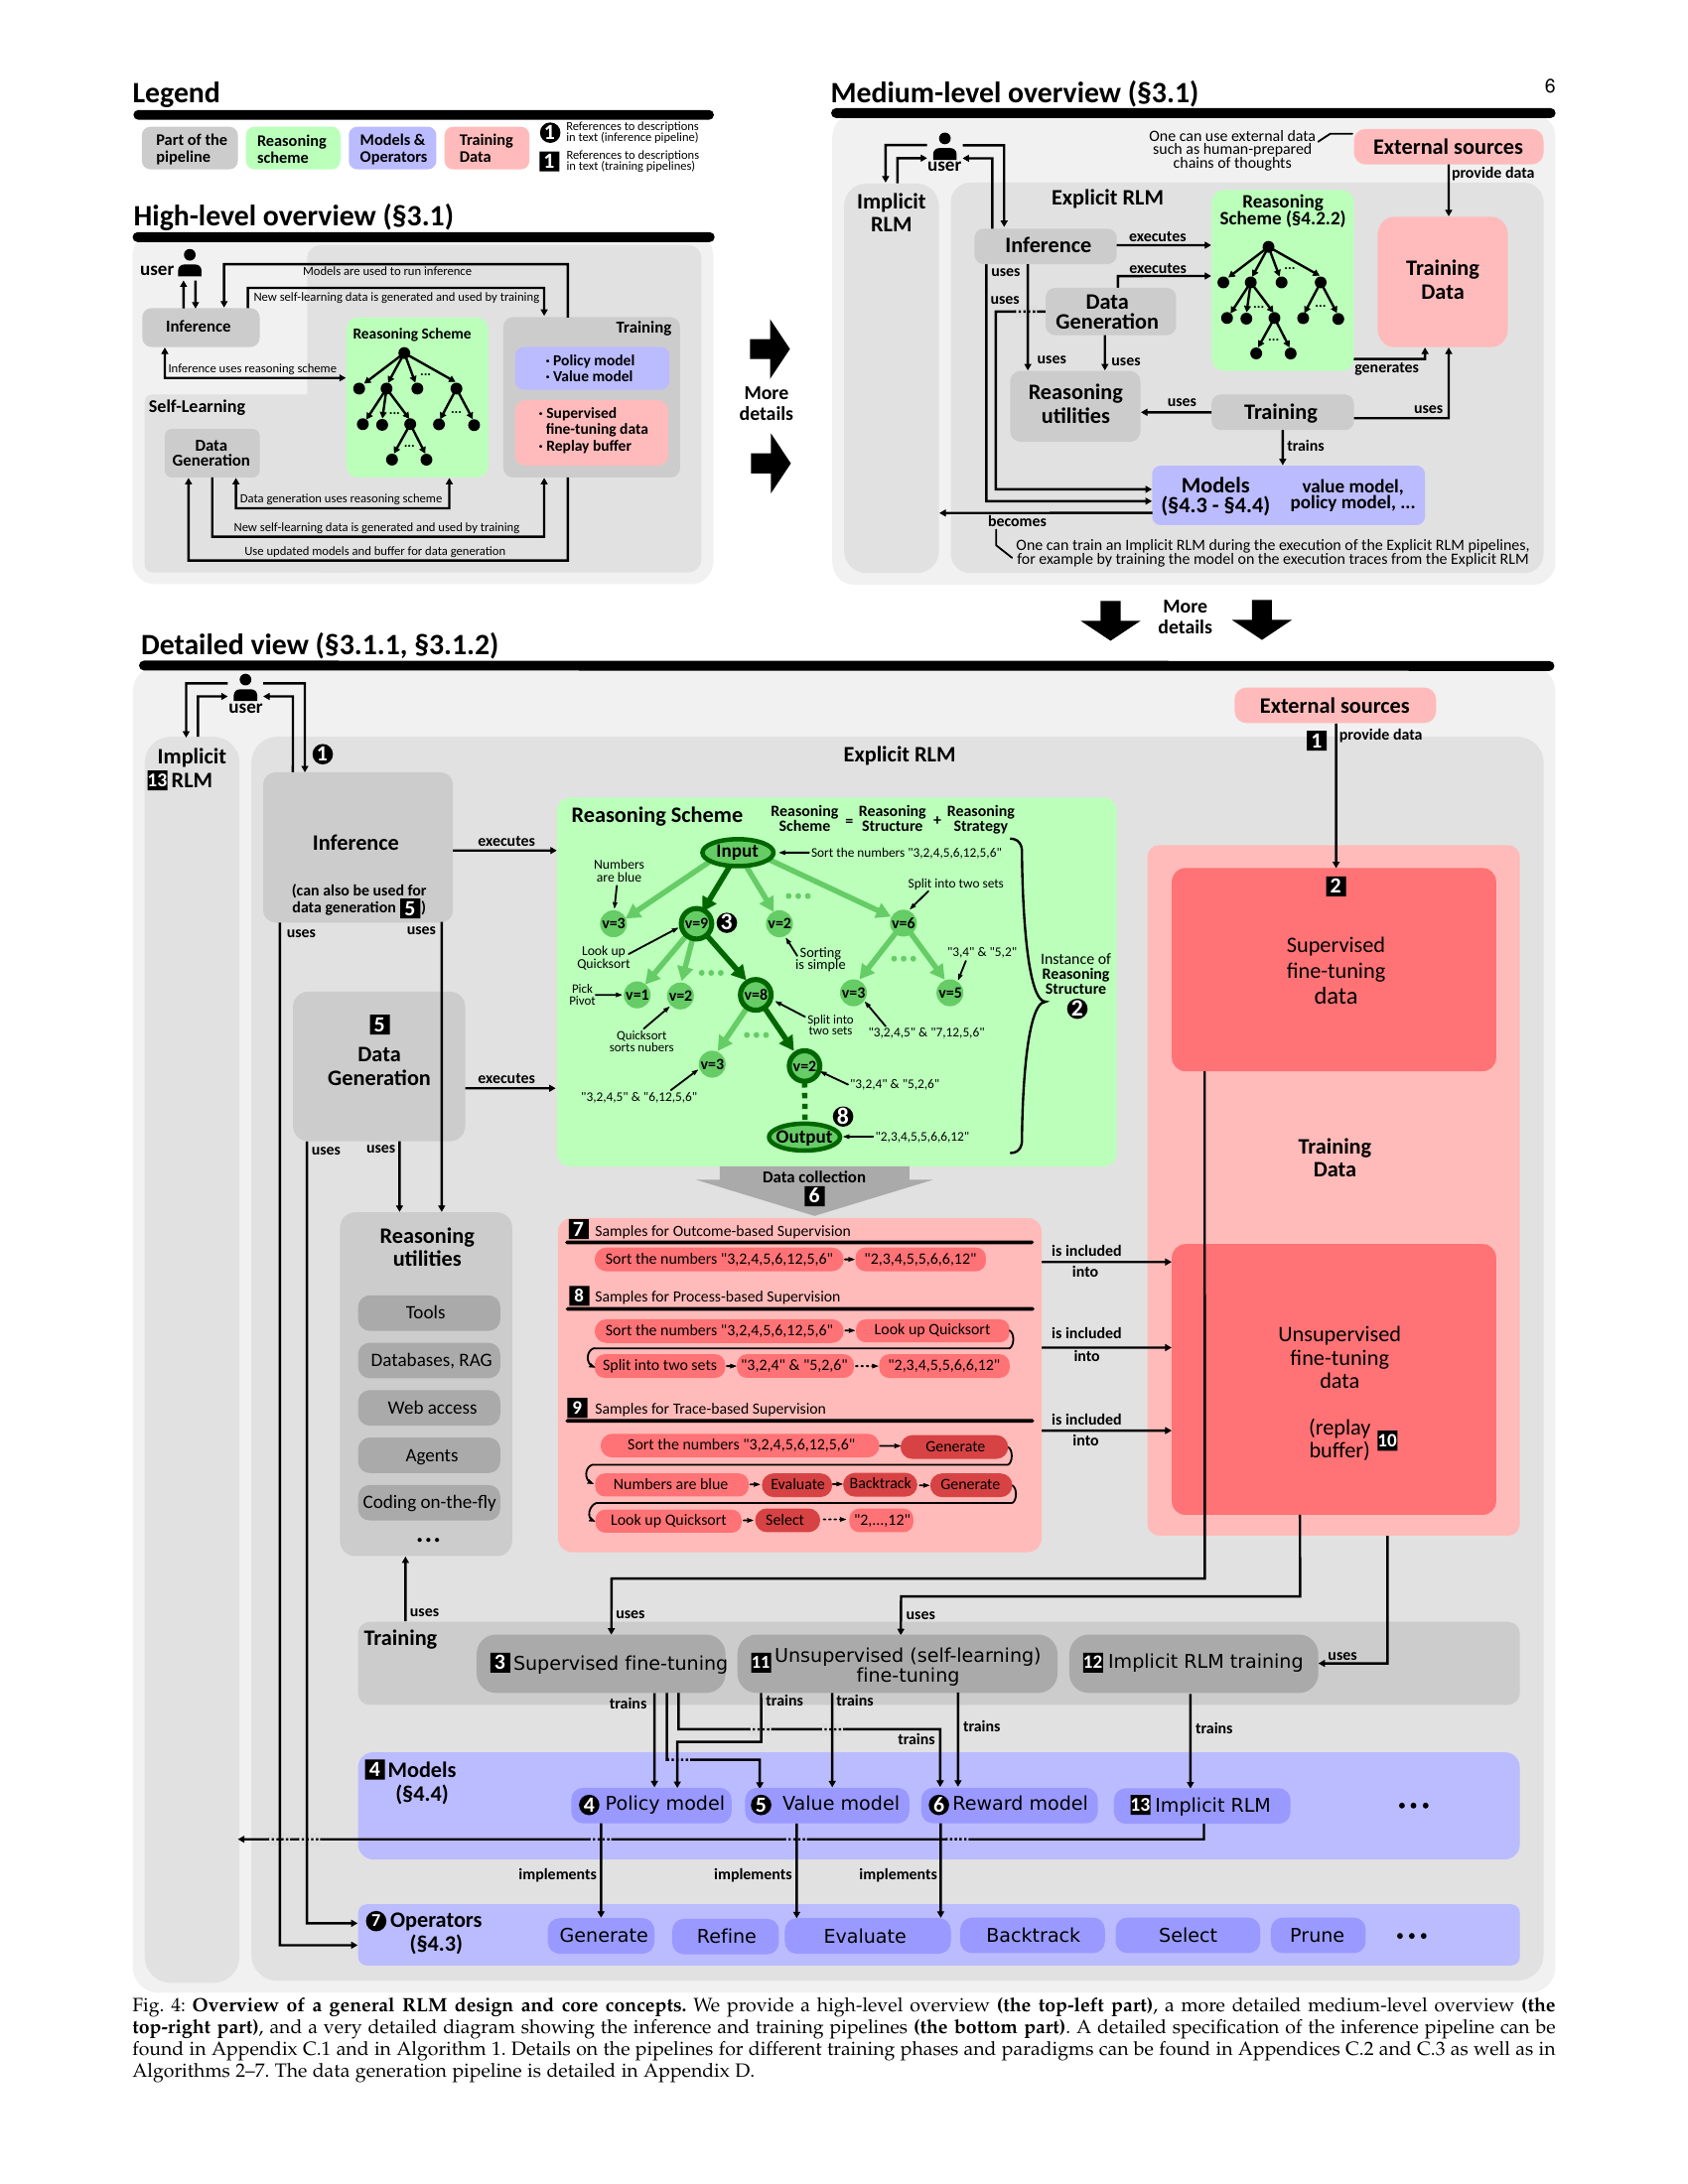 6
Legend
Part of the
pipeline
Reasoning
scheme
Models &
Operators
Training
Data
1 References to descriptions
in text (inference pipeline)
1 References to descriptions
in text (training pipelines)
High-level overview (§3.1)
user
Models are used to run inference
New self-learning data is generated and used by training
Inference
Inference uses reasoning scheme
Reasoning Scheme
...
...
...
...
Training
· Policy model
· Value model
· Supervised
fine-tuning data
· Replay buffer
Self-Learning
Data
Generation
Data generation uses reasoning scheme
New self-learning data is generated and used by training
Use updated models and buffer for data generation
More
details
Medium-level overview (§3.1)
user
One can use external data
such as human-prepared
chains of thoughts
External sources
provide data
Implicit
RLM
Explicit RLM
Inference
executes
executes
uses
uses
Data
Generation
Reasoning
Scheme (§4.2.2)
...
...
...
...
Training
Data
uses
uses
generates
Reasoning
utilities
uses
Training
uses
trains
Models
(§4.3 - §4.4)
value model,
policy model, ...
becomes
One can train an Implicit RLM during the execution of the Explicit RLM pipelines,
for example by training the model on the execution traces from the Explicit RLM
More
details
Detailed view (§3.1.1, §3.1.2)
user
External sources
1 provide data
Implicit
13 RLM
1
Explicit RLM
Inference
(can also be used for
data generation 5)
executes
uses
uses
5
Data
Generation
executes
uses
uses
Reasoning Scheme
Reasoning
Scheme
=
Reasoning
Structure
+
Reasoning
Strategy
Input
Sort the numbers "3,2,4,5,6,12,5,6"
Numbers
are blue
Split into two sets
v=3
v=9
3
v=2
v=6
Look up
Quicksort
Sorting
is simple
"3,4" & "5,2"
Pick
Pivot
v=1
v=2
v=8
v=3
v=5
Quicksort
sorts nubers
Split into
two sets
"3,2,4,5" & "7,12,5,6"
v=3
v=2
"3,2,4" & "5,2,6"
"3,2,4,5" & "6,12,5,6"
8
Output
"2,3,4,5,5,6,6,12"
Instance of
Reasoning
Structure
2
2
Supervised
fine-tuning
data
Training
Data
Unsupervised
fine-tuning
data
(replay
buffer) 10
Data collection
6
7 Samples for Outcome-based Supervision
Sort the numbers "3,2,4,5,6,12,5,6"
"2,3,4,5,5,6,6,12"
8 Samples for Process-based Supervision
Sort the numbers "3,2,4,5,6,12,5,6"
Look up Quicksort
Split into two sets
"3,2,4" & "5,2,6"
"2,3,4,5,5,6,6,12"
9 Samples for Trace-based Supervision
Sort the numbers "3,2,4,5,6,12,5,6"
Generate
Numbers are blue
Evaluate
Backtrack
Generate
Look up Quicksort
Select
"2,...,12"
is included
into
is included
into
is included
into
Reasoning
utilities
Tools
Databases, RAG
Web access
Agents
Coding on-the-fly
...
uses
uses
uses
uses
Training
3 Supervised fine-tuning
11 Unsupervised (self-learning)
fine-tuning
12 Implicit RLM training
trains
trains
trains
trains
trains
trains
4 Models
(§4.4)
4 Policy model
5 Value model
6 Reward model
13 Implicit RLM
...
implements
implements
implements
7 Operators
(§4.3)
Generate
Refine
Evaluate
Backtrack
Select
Prune
...
Fig. 4: Overview of a general RLM design and core concepts. We provide a high-level overview (the top-left part), a more detailed medium-level overview (the
top-right part), and a very detailed diagram showing the inference and training pipelines (the bottom part). A detailed specification of the inference pipeline can be
found in Appendix C.1 and in Algorithm 1. Details on the pipelines for different training phases and paradigms can be found in Appendices C.2 and C.3 as well as in
Algorithms 2–7. The data generation pipeline is detailed in Appendix D.